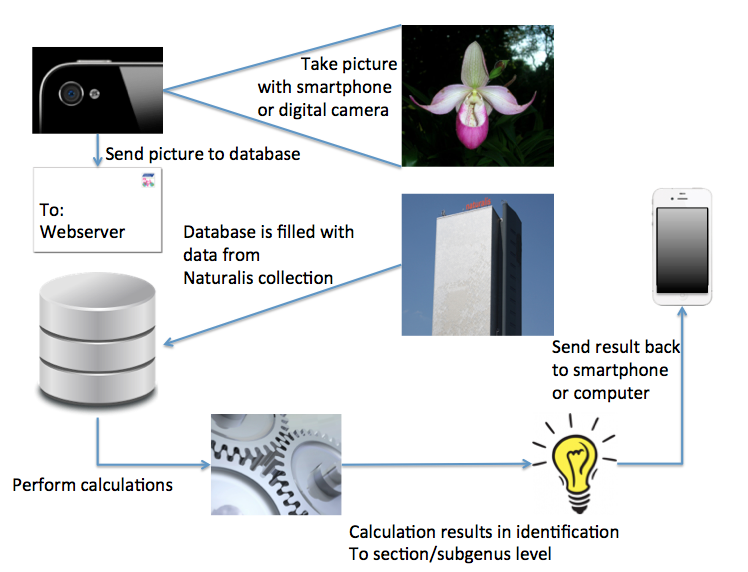 Take picture
with smartphone
or digital camera
Send picture to database
To:
Webserver
Database is filled with
data from
Naturalis collection
Send result back
to smartphone
or computer
Perform calculations
Calculation results in identification
To section/subgenus level